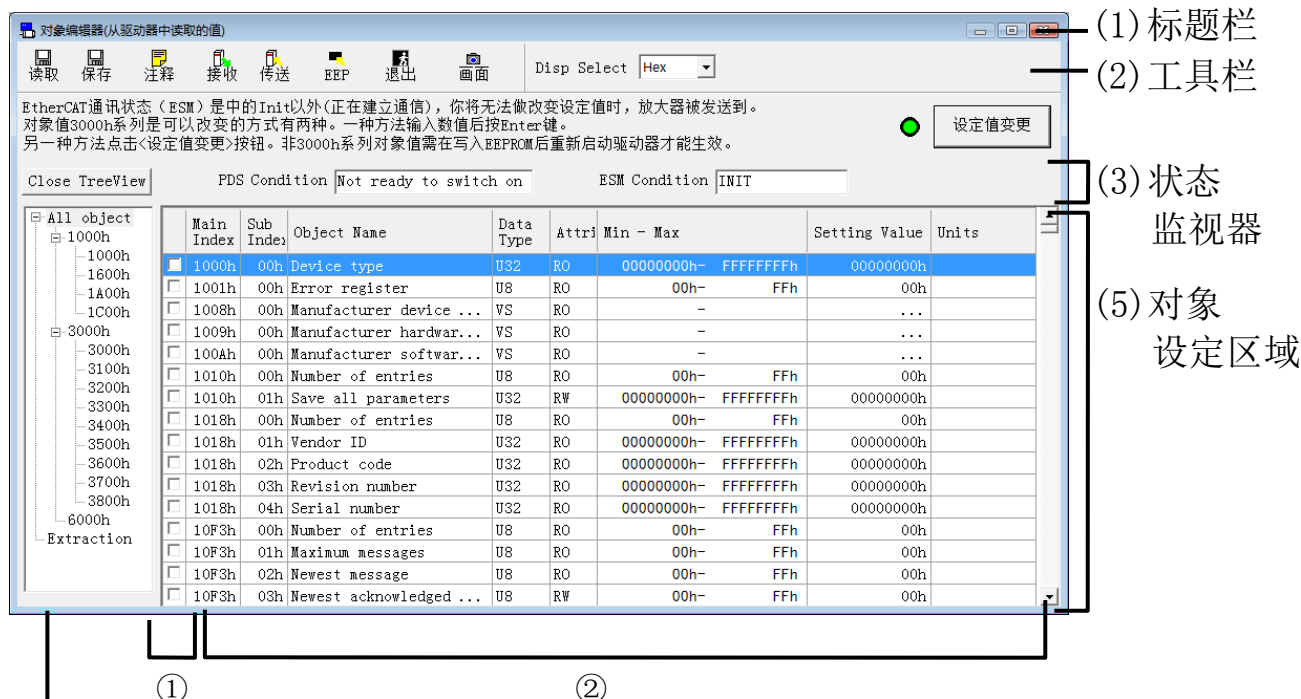 对象编辑器(从驱动器中读取的值)
读取 保存 注释 接收 传送 EEP 退出 画面 Disp Select Hex
EtherCAT通讯状态（ESM）是中的Init以外(正在建立通信)，你将无法做改变设定值时，放大器被发送到。
对象值3000h系列是可以改变的方式有两种。一种方法输入数值后按Enter键。
另一种方法点击<设定值变更>按钮。非3000h系列对象值需在写入EEPROM后重新启动驱动器才能生效。
设定值变更
Close TreeView PDS Condition Not ready to switch on ESM Condition INIT
All object
1000h
1000h
1600h
1A00h
1C00h
3000h
3000h
3100h
3200h
3300h
3400h
3500h
3600h
3700h
3800h
6000h
Extraction
Main Index Sub Index Object Name Data Type Attri Min - Max Setting Value Units
1000h 00h Device type U32 RO 00000000h- FFFFFFFFh 00000000h
1001h 00h Error register U8 RO 00h- FFh 00h
1008h 00h Manufacturer device ... VS RO - ...
1009h 00h Manufacturer hardwar... VS RO - ...
100Ah 00h Manufacturer softwar... VS RO - ...
1010h 00h Number of entries U8 RO 00h- FFh 00h
1010h 01h Save all parameters U32 RW 00000000h- FFFFFFFFh 00000000h
1018h 00h Number of entries U8 RO 00h- FFh 00h
1018h 01h Vendor ID U32 RO 00000000h- FFFFFFFFh 00000000h
1018h 02h Product code U32 RO 00000000h- FFFFFFFFh 00000000h
1018h 03h Revision number U32 RO 00000000h- FFFFFFFFh 00000000h
1018h 04h Serial number U32 RO 00000000h- FFFFFFFFh 00000000h
10F3h 00h Number of entries U8 RO 00h- FFh 00h
10F3h 01h Maximum messages U8 RO 00h- FFh 00h
10F3h 02h Newest message U8 RO 00h- FFh 00h
10F3h 03h Newest acknowledged ... U8 RW 00h- FFh 00h
(1)标题栏
(2)工具栏
(3)状态
监视器
(5)对象
设定区域
① ②